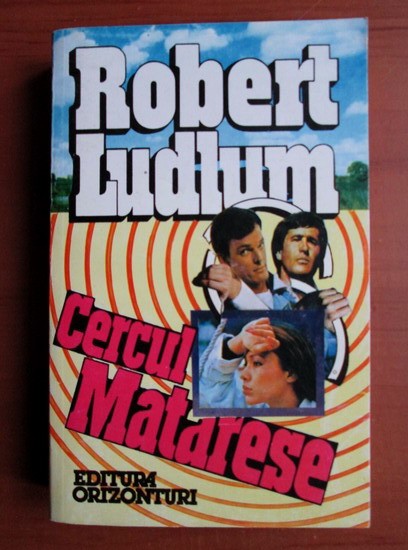 Robert
Ludlum
Cercul
Matarese
EDITURA
ORIZONTURI